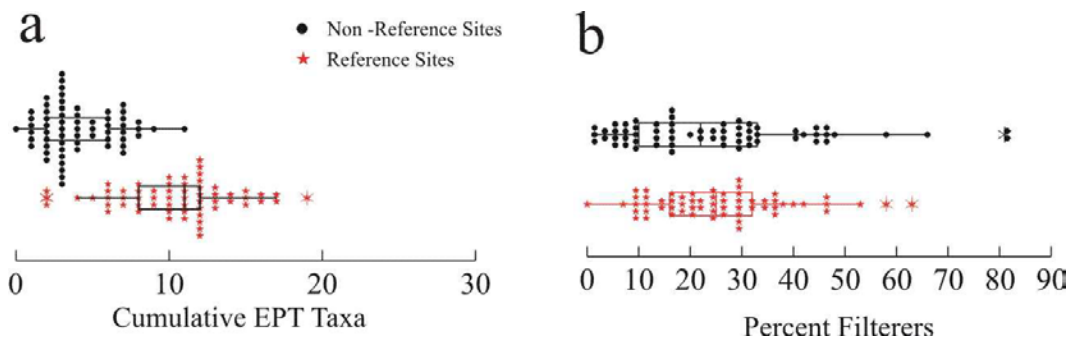 a
Non -Reference Sites
Reference Sites
0 10 20 30
Cumulative EPT Taxa
b
0 10 20 30 40 50 60 70 80 90
Percent Filterers